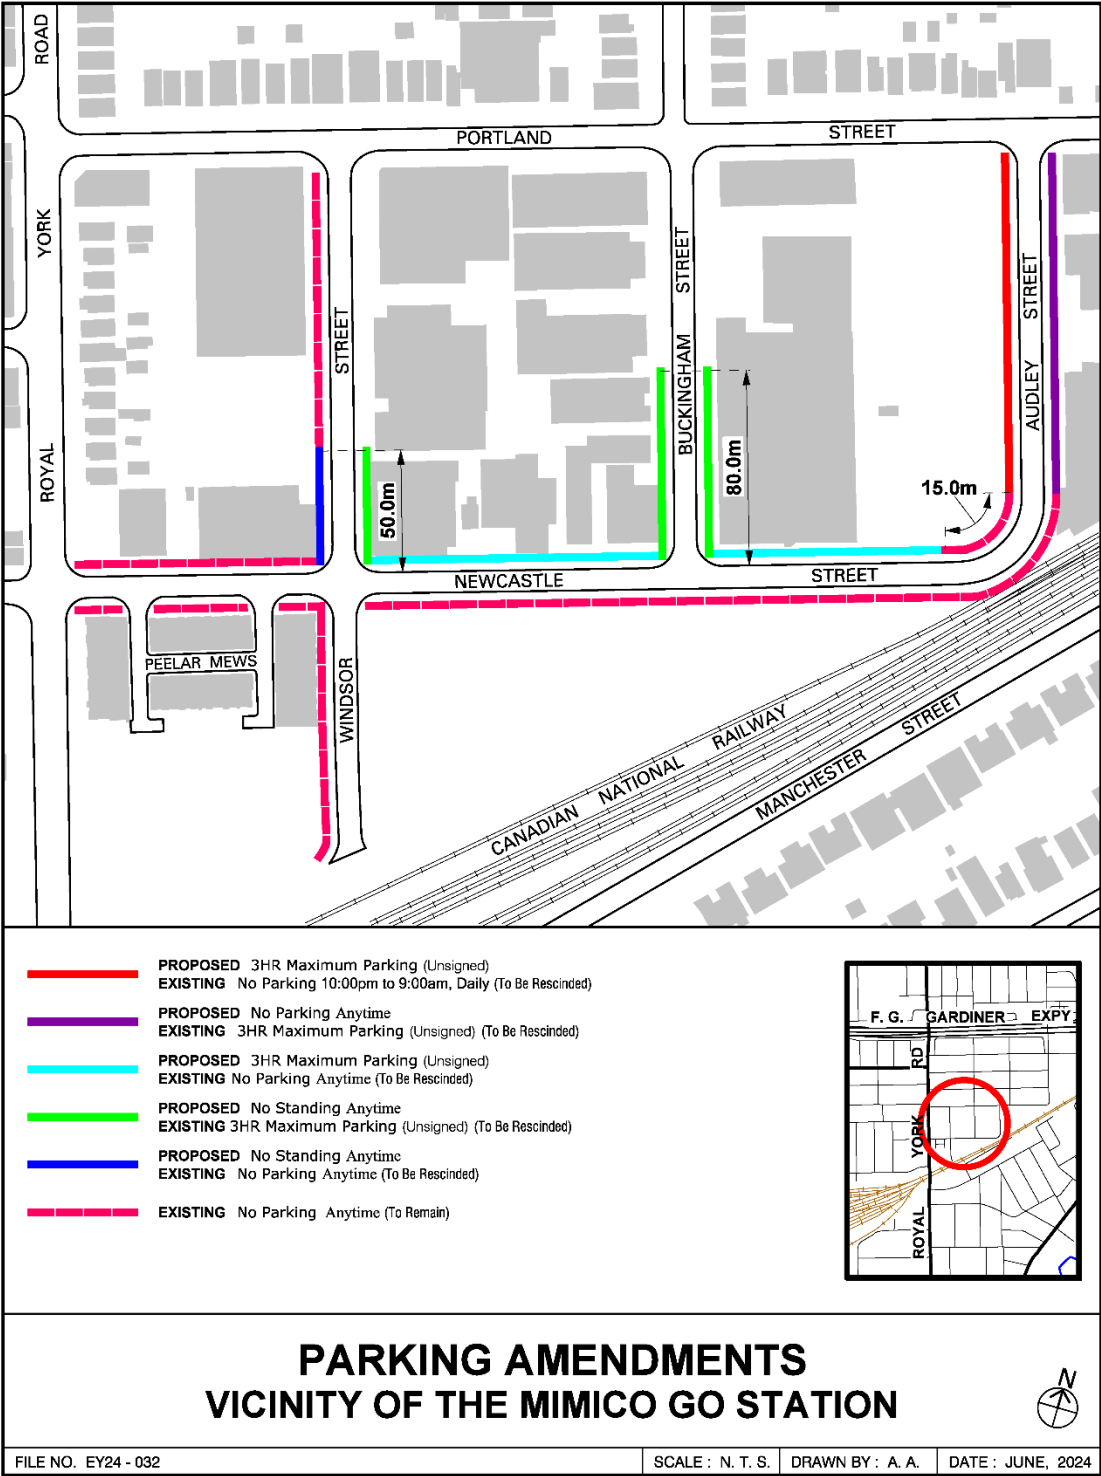 ROAD
PORTLAND
STREET
YORK
STREET
STREET
STREET
BUCKINGHAM
AUDLEY
ROYAL
50.0m
80.0m
15.0m
NEWCASTLE
STREET
PEELAR MEWS
WINDSOR
CANADIAN NATIONAL RAILWAY
MANCHESTER STREET
PROPOSED 3HR Maximum Parking (Unsigned)
EXISTING No Parking 10:00pm to 9:00am, Daily (To Be Rescinded)
PROPOSED No Parking Anytime
EXISTING 3HR Maximum Parking (Unsigned) (To Be Rescinded)
PROPOSED 3HR Maximum Parking (Unsigned)
EXISTING No Parking Anytime (To Be Rescinded)
PROPOSED No Standing Anytime
EXISTING 3HR Maximum Parking (Unsigned) (To Be Rescinded)
PROPOSED No Standing Anytime
EXISTING No Parking Anytime (To Be Rescinded)
EXISTING No Parking Anytime (To Remain)
F. G. GARDINER EXPY
RD
YORK
ROYAL
PARKING AMENDMENTS
VICINITY OF THE MIMICO GO STATION
N
FILE NO. EY24 - 032
SCALE : N. T. S.
DRAWN BY : A. A.
DATE : JUNE, 2024